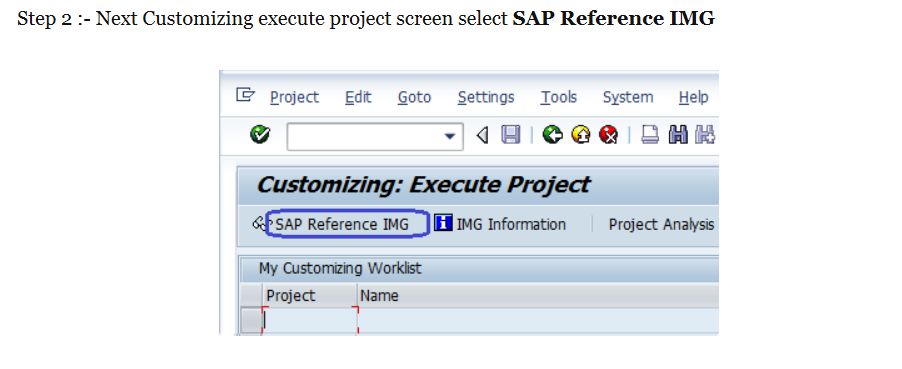 Step 2 :- Next Customizing execute project screen select SAP Reference IMG
Project Edit Goto Settings Tools System Help
Customizing: Execute Project
SAP Reference IMG IMG Information Project Analysis
My Customizing Worklist
Project Name